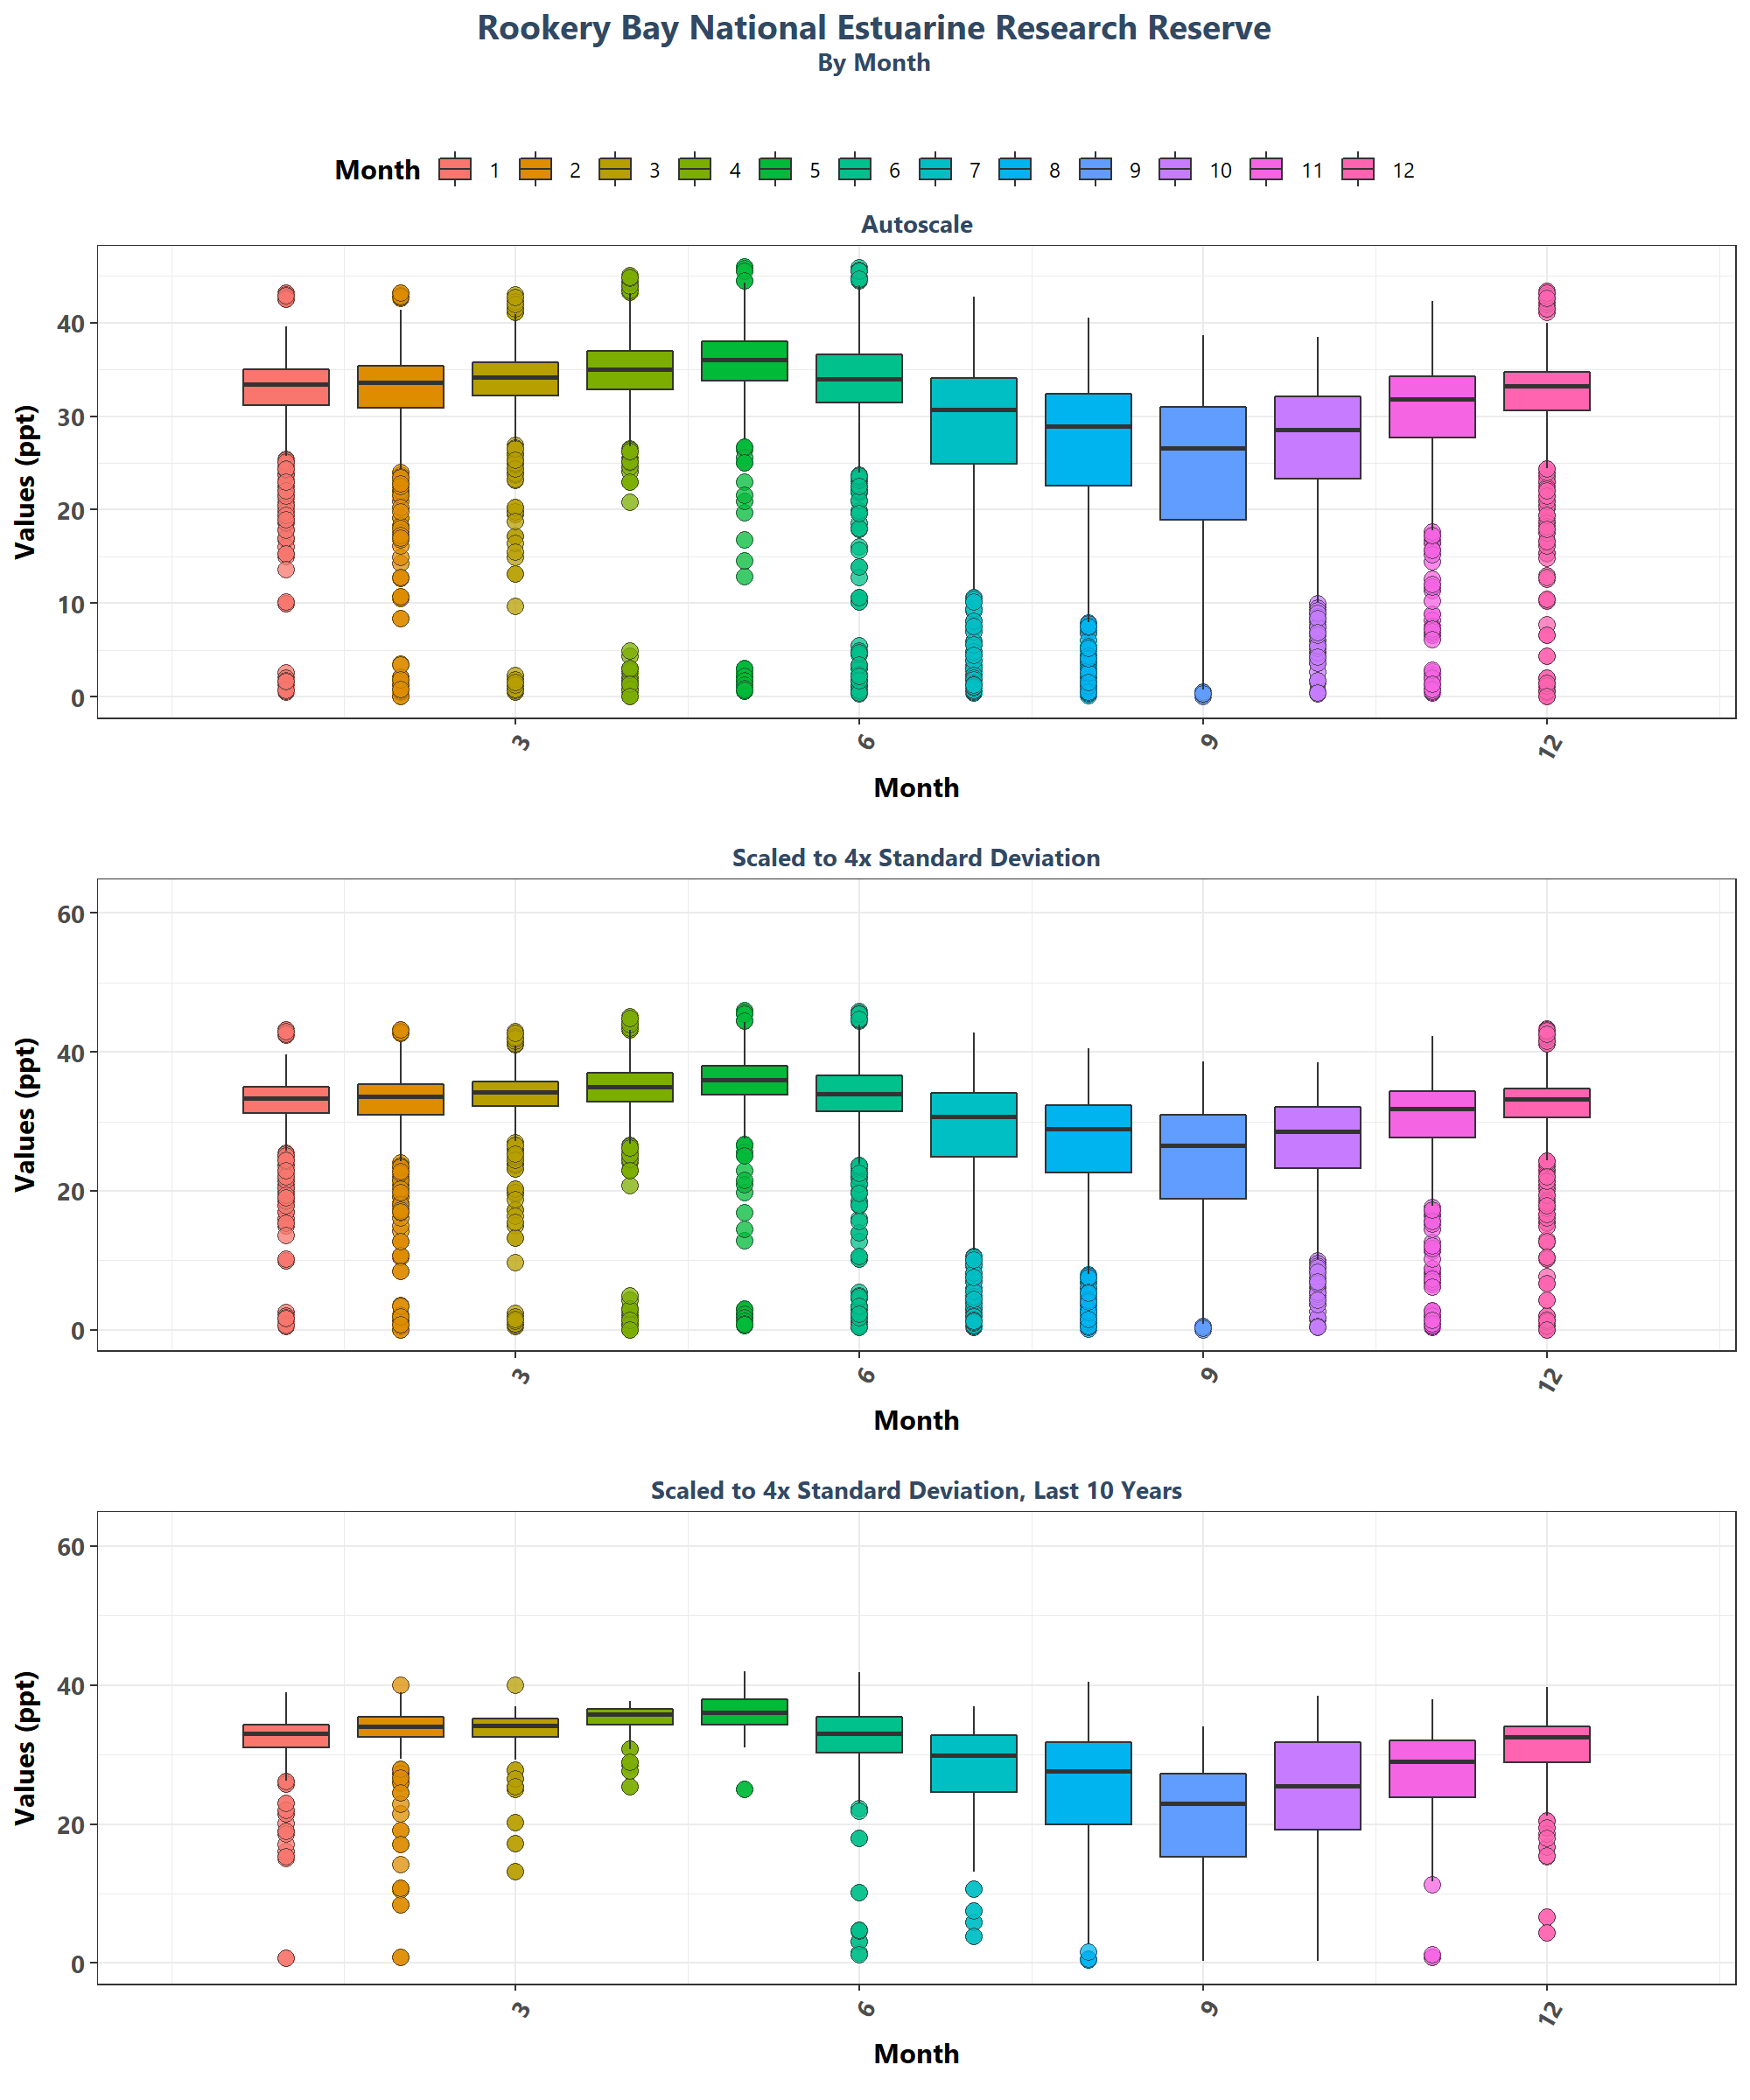 Rookery Bay National Estuarine Research Reserve
By Month
Month 1 2 3 4 5 6 7 8 9 10 11 12
Autoscale
Values (ppt)
40
30
20
10
0
3 6 9 12
Month
Scaled to 4x Standard Deviation
Values (ppt)
60
40
20
0
3 6 9 12
Month
Scaled to 4x Standard Deviation, Last 10 Years
Values (ppt)
60
40
20
0
3 6 9 12
Month